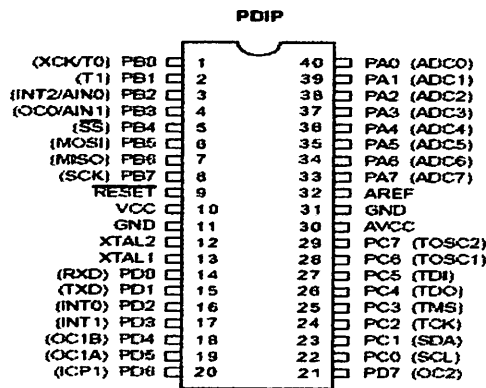 PDIP
(XCK/T0) PB0 1 40 PA0 (ADC0)
(T1) PB1 2 39 PA1 (ADC1)
(INT2/AIN0) PB2 3 38 PA2 (ADC2)
(OC0/AIN1) PB3 4 37 PA3 (ADC3)
(SS) PB4 5 36 PA4 (ADC4)
(MOSI) PB5 6 35 PA5 (ADC5)
(MISO) PB6 7 34 PA6 (ADC6)
(SCK) PB7 8 33 PA7 (ADC7)
RESET 9 32 AREF
VCC 10 31 GND
GND 11 30 AVCC
XTAL2 12 29 PC7 (TOSC2)
XTAL1 13 28 PC6 (TOSC1)
(RXD) PD0 14 27 PC5 (TDI)
(TXD) PD1 15 26 PC4 (TDO)
(INT0) PD2 16 25 PC3 (TMS)
(INT1) PD3 17 24 PC2 (TCK)
(OC1B) PD4 18 23 PC1 (SDA)
(OC1A) PD5 19 22 PC0 (SCL)
(ICP1) PD6 20 21 PD7 (OC2)